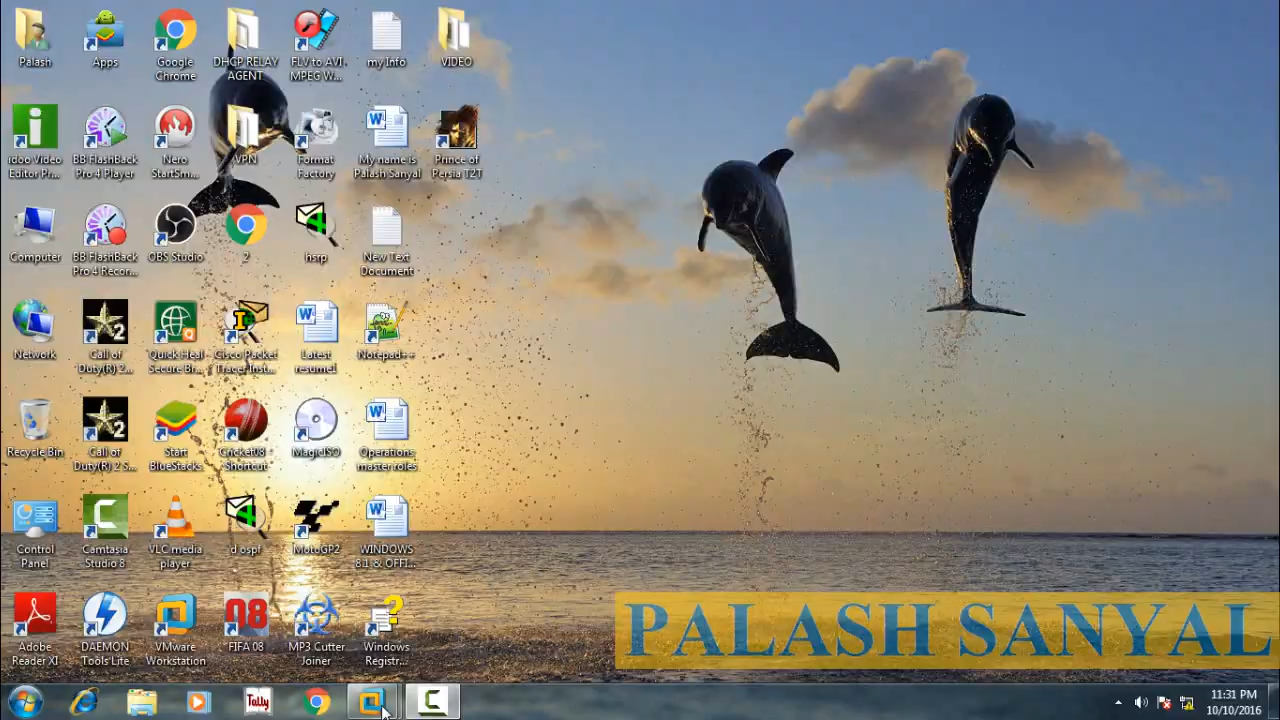 Palash
Apps
Google
Chrome
DHCP RELAY
AGENT
FLV to AVI
MPEG W...
my Info
VIDEO
idoo Video
Editor Pr...
BB FlashBack
Pro 4 Player
Nero
StartSm...
VPN
Format
Factory
My name is
Palash Sanyal
Prince of
Persia T2T
Computer
BB FlashBack
Pro 4 Recor...
OBS Studio
2
hsrp
New Text
Document
Network
Call of
Duty(R) 2...
Quick Heal
Secure Br...
Cisco Packet
Tracer Inst...
Latest
resume1
Notepad++
Recycle Bin
Call of
Duty(R) 2 S...
Start
BlueStacks
Cricket08 -
Shortcut
MagicISO
Operations
master roles
Control
Panel
Camtasia
Studio 8
VLC media
player
d ospf
MotoGP2
WINDOWS
8.1 & OFFI...
Adobe
Reader XI
DAEMON
Tools Lite
VMware
Workstation
08
FIFA 08
MP3 Cutter
Joiner
Windows
Registr...
PALASH SANYAL
Tally
11:31 PM
10/10/2016